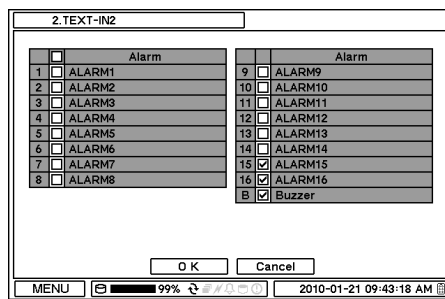 2.TEXT-IN2
Alarm
1 ALARM1
2 ALARM2
3 ALARM3
4 ALARM4
5 ALARM5
6 ALARM6
7 ALARM7
8 ALARM8
Alarm
9 ALARM9
10 ALARM10
11 ALARM11
12 ALARM12
13 ALARM13
14 ALARM14
15 ALARM15
16 ALARM16
B Buzzer
OK Cancel
MENU 99% 2010-01-21 09:43:18 AM